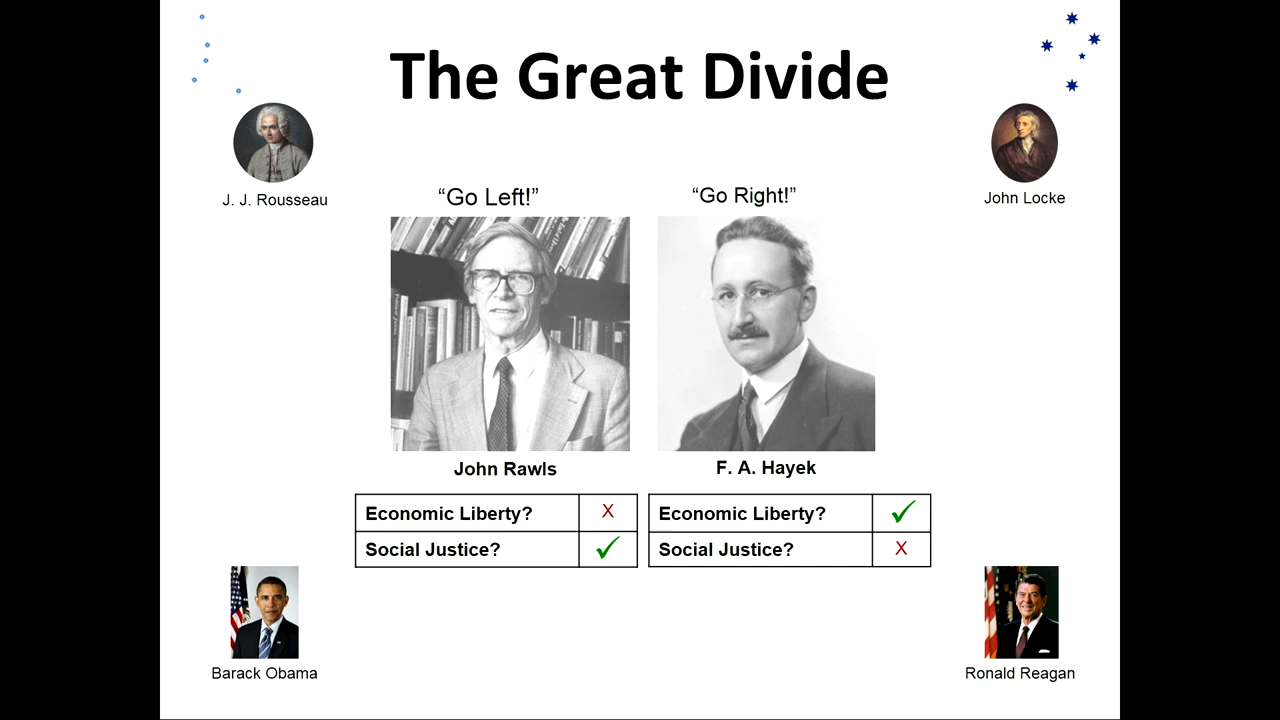 The Great Divide
J. J. Rousseau
“Go Left!”
“Go Right!”
John Locke
John Rawls
F. A. Hayek
Economic Liberty? X
Social Justice? ✓
Economic Liberty? ✓
Social Justice? X
Barack Obama
Ronald Reagan